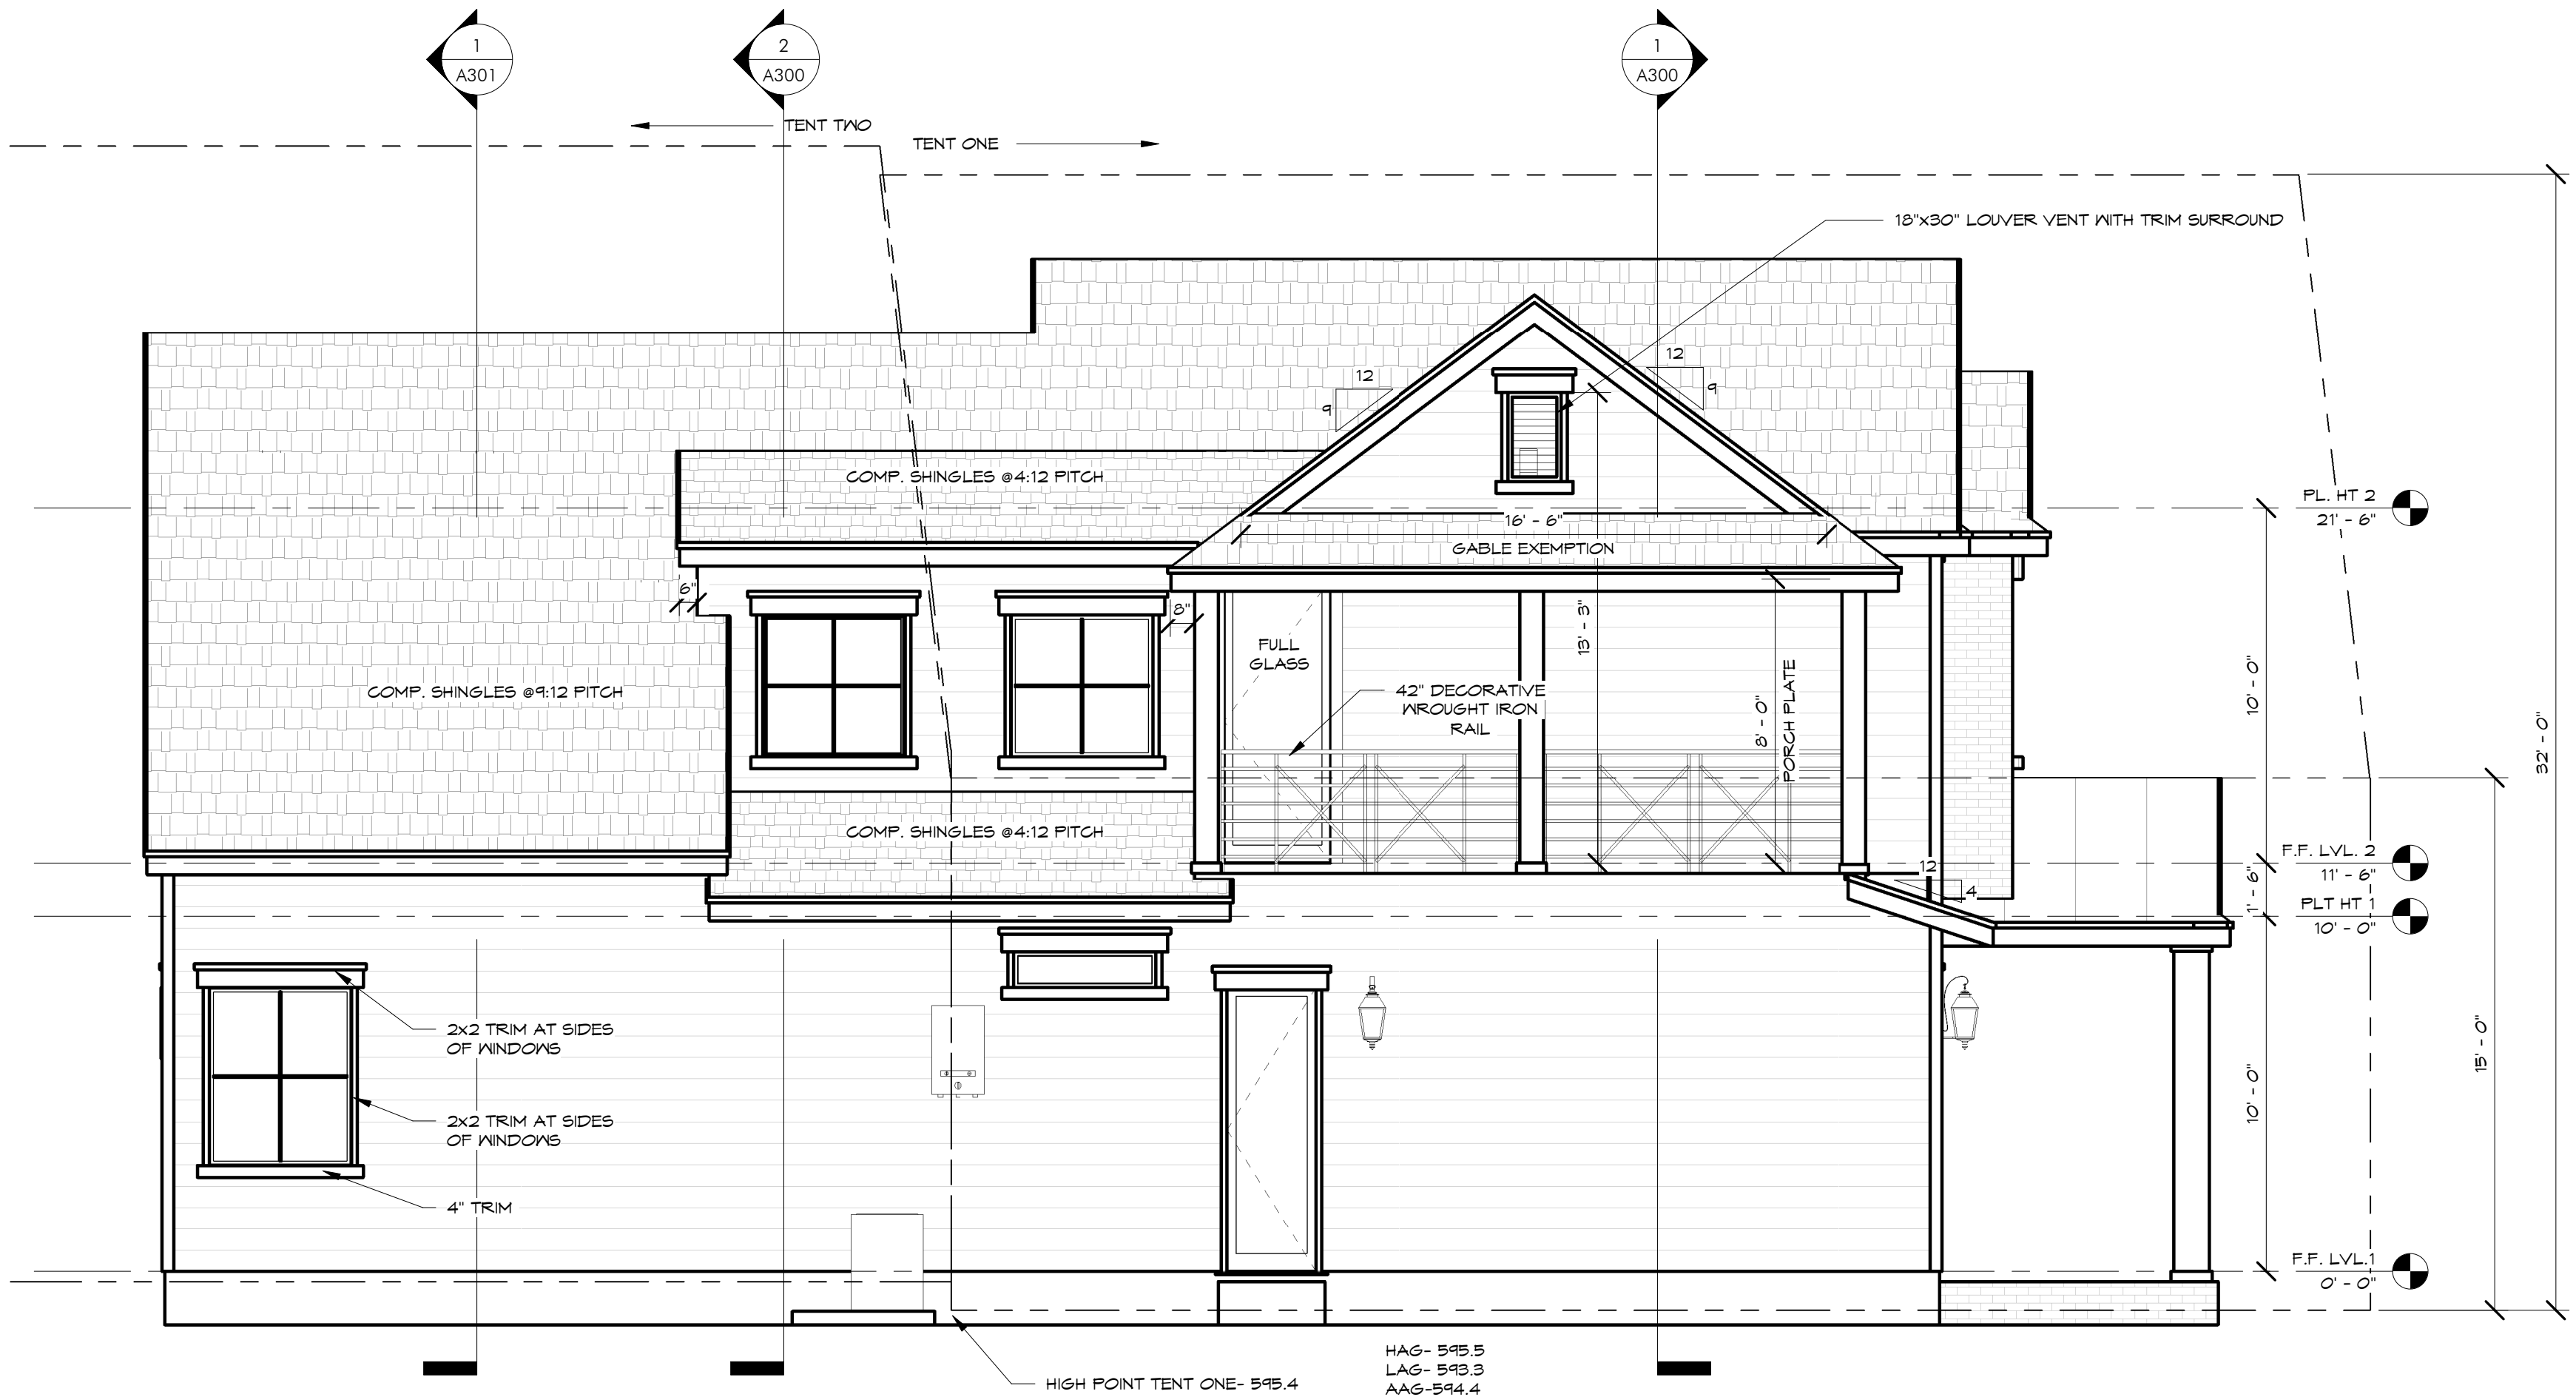 1
A301
2
A300
1
A300
TENT TWO
TENT ONE
18"x30" LOUVER VENT WITH TRIM SURROUND
12
9
12
9
COMP. SHINGLES @4:12 PITCH
PL. HT 2
21' - 6"
16' - 6"
GABLE EXEMPTION
6"
8"
13' - 3"
FULL
GLASS
COMP. SHINGLES @9:12 PITCH
42" DECORATIVE
WROUGHT IRON
RAIL
8' - 0"
PORCH PLATE
10' - 0"
32' - 0"
COMP. SHINGLES @4:12 PITCH
F.F. LVL. 2
11' - 6"
12
4
1' - 6"
PLT HT 1
10' - 0"
2x2 TRIM AT SIDES
OF WINDOWS
15' - 0"
10' - 0"
2x2 TRIM AT SIDES
OF WINDOWS
4" TRIM
F.F. LVL.1
0' - 0"
HAG- 595.5
LAG- 593.3
AAG-594.4
HIGH POINT TENT ONE- 595.4